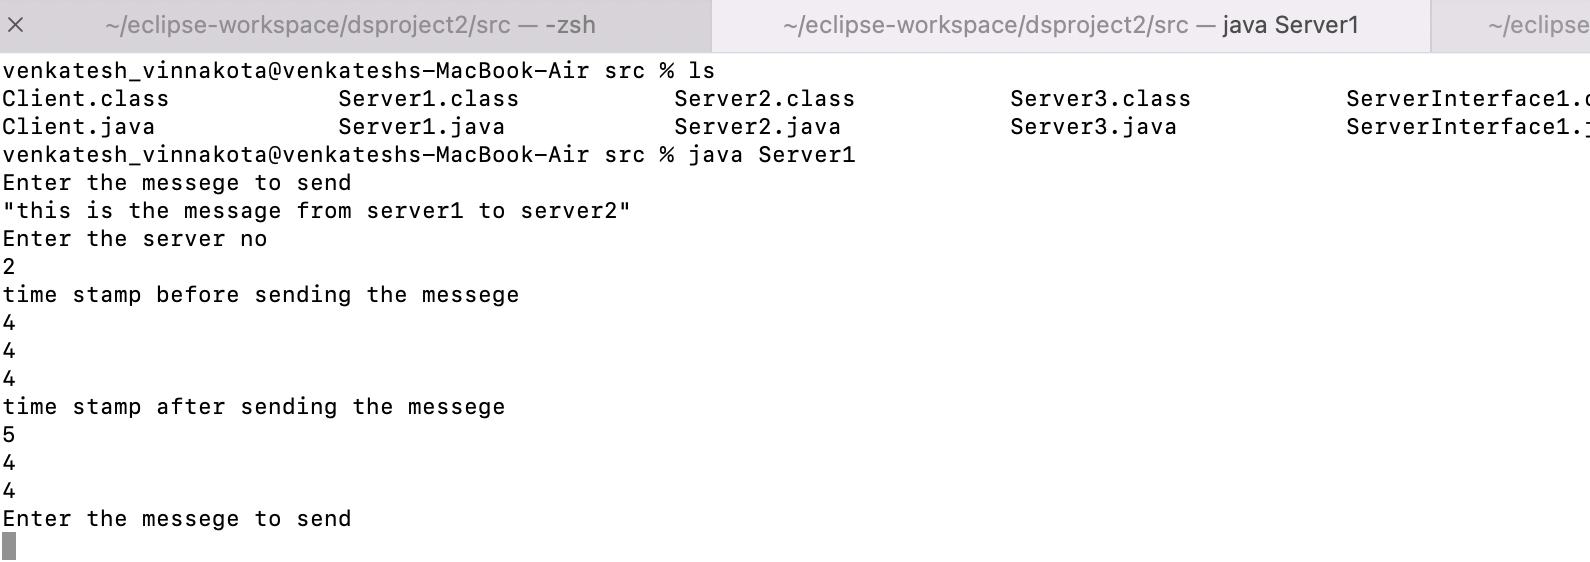 ~/eclipse-workspace/dsproject2/src — -zsh ~/eclipse-workspace/dsproject2/src — java Server1 ~/eclipse
venkatesh_vinnakota@venkateshs-MacBook-Air src % ls
Client.class Server1.class Server2.class Server3.class ServerInterface1.c
Client.java Server1.java Server2.java Server3.java ServerInterface1.j
venkatesh_vinnakota@venkateshs-MacBook-Air src % java Server1
Enter the messege to send
"this is the message from server1 to server2"
Enter the server no
2
time stamp before sending the messege
4
4
4
time stamp after sending the messege
5
4
4
Enter the messege to send